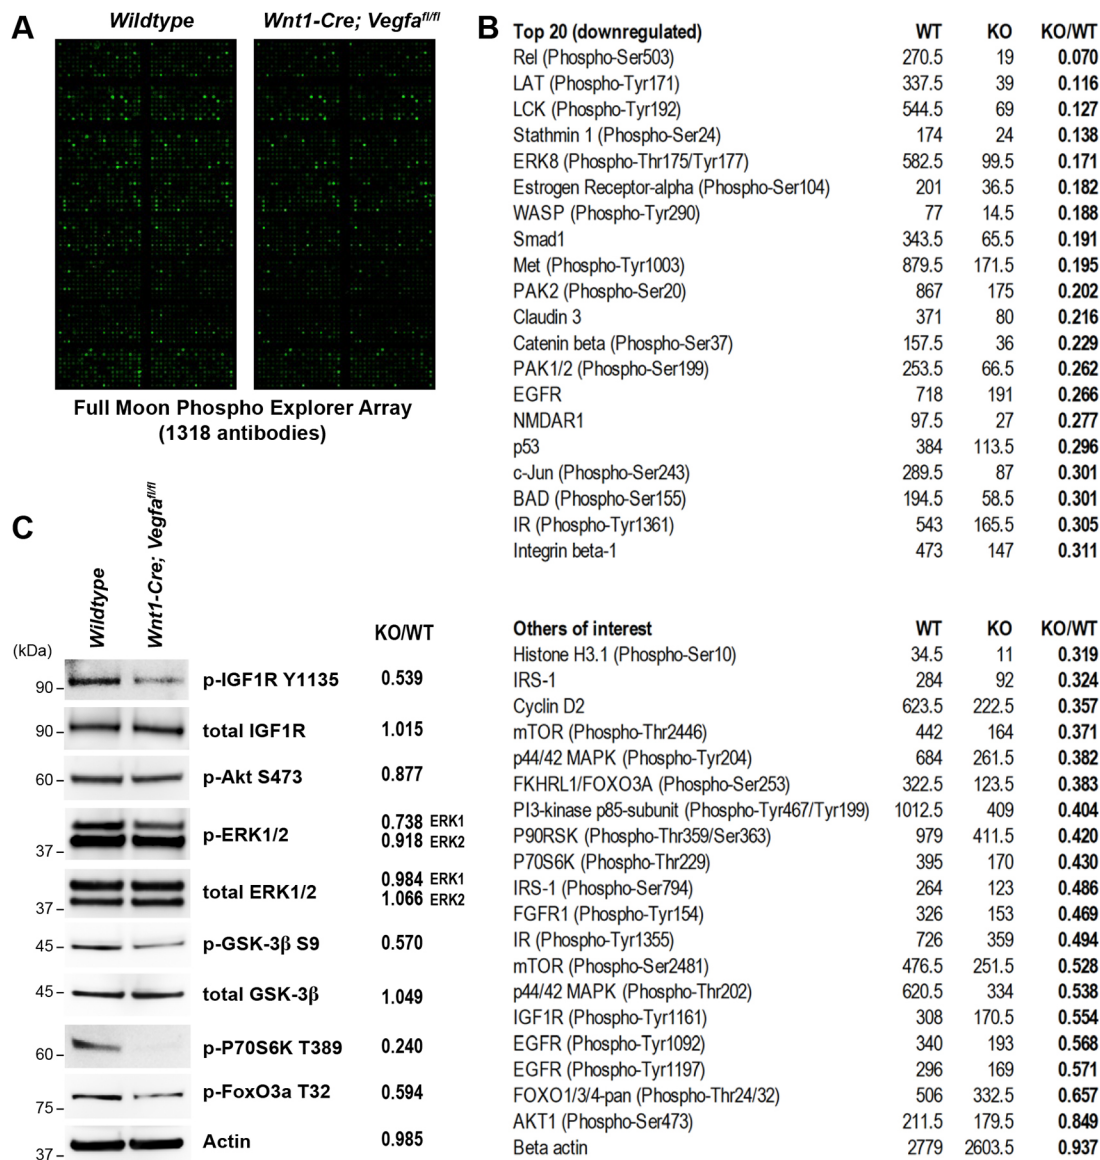 A
Wildtype Wnt1-Cre; Vegfafl/fl
Full Moon Phospho Explorer Array
(1318 antibodies)
B
Top 20 (downregulated) WT KO KO/WT
Rel (Phospho-Ser503) 270.5 19 0.070
LAT (Phospho-Tyr171) 337.5 39 0.116
LCK (Phospho-Tyr192) 544.5 69 0.127
Stathmin 1 (Phospho-Ser24) 174 24 0.138
ERK8 (Phospho-Thr175/Tyr177) 582.5 99.5 0.171
Estrogen Receptor-alpha (Phospho-Ser104) 201 36.5 0.182
WASP (Phospho-Tyr290) 77 14.5 0.188
Smad1 343.5 65.5 0.191
Met (Phospho-Tyr1003) 879.5 171.5 0.195
PAK2 (Phospho-Ser20) 867 175 0.202
Claudin 3 371 80 0.216
Catenin beta (Phospho-Ser37) 157.5 36 0.229
PAK1/2 (Phospho-Ser199) 253.5 66.5 0.262
EGFR 718 191 0.266
NMDAR1 97.5 27 0.277
p53 384 113.5 0.296
c-Jun (Phospho-Ser243) 289.5 87 0.301
BAD (Phospho-Ser155) 194.5 58.5 0.301
IR (Phospho-Tyr1361) 543 165.5 0.305
Integrin beta-1 473 147 0.311
Others of interest WT KO KO/WT
Histone H3.1 (Phospho-Ser10) 34.5 11 0.319
IRS-1 284 92 0.324
Cyclin D2 623.5 222.5 0.357
mTOR (Phospho-Thr2446) 442 164 0.371
p44/42 MAPK (Phospho-Tyr204) 684 261.5 0.382
FKHRL1/FOXO3A (Phospho-Ser253) 322.5 123.5 0.383
PI3-kinase p85-subunit (Phospho-Tyr467/Tyr199) 1012.5 409 0.404
P90RSK (Phospho-Thr359/Ser363) 979 411.5 0.420
P70S6K (Phospho-Thr229) 395 170 0.430
IRS-1 (Phospho-Ser794) 264 123 0.486
FGFR1 (Phospho-Tyr154) 326 153 0.469
IR (Phospho-Tyr1355) 726 359 0.494
mTOR (Phospho-Ser2481) 476.5 251.5 0.528
p44/42 MAPK (Phospho-Thr202) 620.5 334 0.538
IGF1R (Phospho-Tyr1161) 308 170.5 0.554
EGFR (Phospho-Tyr1092) 340 193 0.568
EGFR (Phospho-Tyr1197) 296 169 0.571
FOXO1/3/4-pan (Phospho-Thr24/32) 506 332.5 0.657
AKT1 (Phospho-Ser473) 211.5 179.5 0.849
Beta actin 2779 2603.5 0.937
C
Wildtype
Wnt1-Cre; Vegfafl/fl
(kDa) KO/WT
90 p-IGF1R Y1135 0.539
90 total IGF1R 1.015
60 p-Akt S473 0.877
p-ERK1/2 0.738 ERK1
0.918 ERK2
37
total ERK1/2 0.984 ERK1
1.066 ERK2
37
45 p-GSK-3β S9 0.570
45 total GSK-3β 1.049
60 p-P70S6K T389 0.240
75 p-FoxO3a T32 0.594
37 Actin 0.985